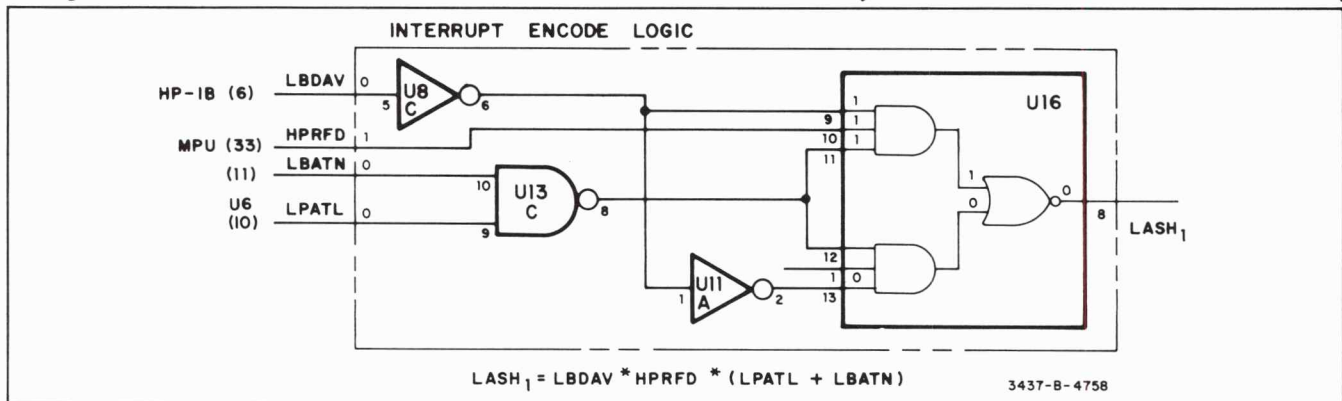 INTERRUPT ENCODE LOGIC
HP-IB (6) LBDAV 0 5 U8 C 6
MPU (33) HPRFD 1
(11) LBATN 0 10
U6 (10) LPATL 0 9
U13 C 8
1 U11 A 2
U16
1
9 1
10 1
11
12
1 0
13
1
0
0
8
LASH1
LASH1 = LBDAV * HPRFD * (LPATL + LBATN)
3437-B-4758